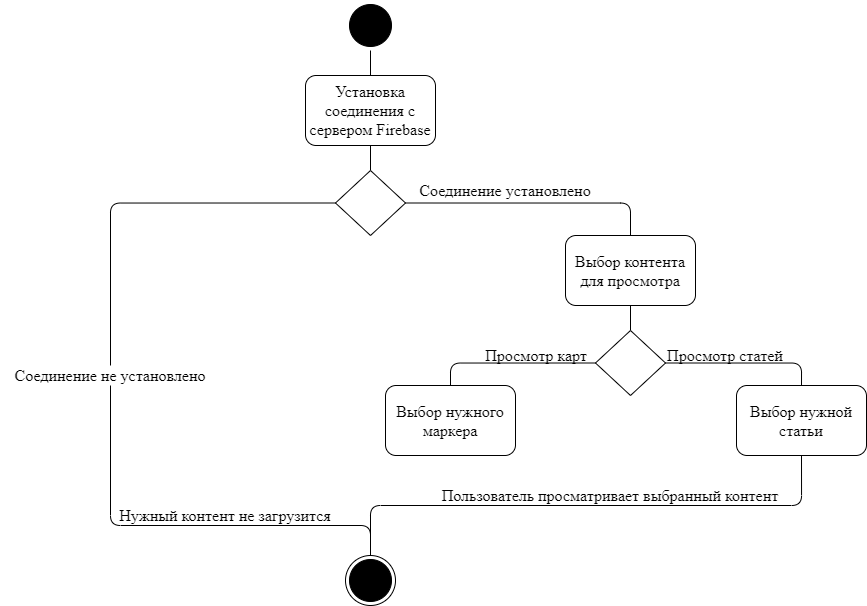 Установка
соединения с
сервером Firebase
Соединение установлено
Выбор контента
для просмотра
Просмотр карт
Просмотр статей
Соединение не установлено
Выбор нужного
маркера
Выбор нужной
статьи
Пользователь просматривает выбранный контент
Нужный контент не загрузится